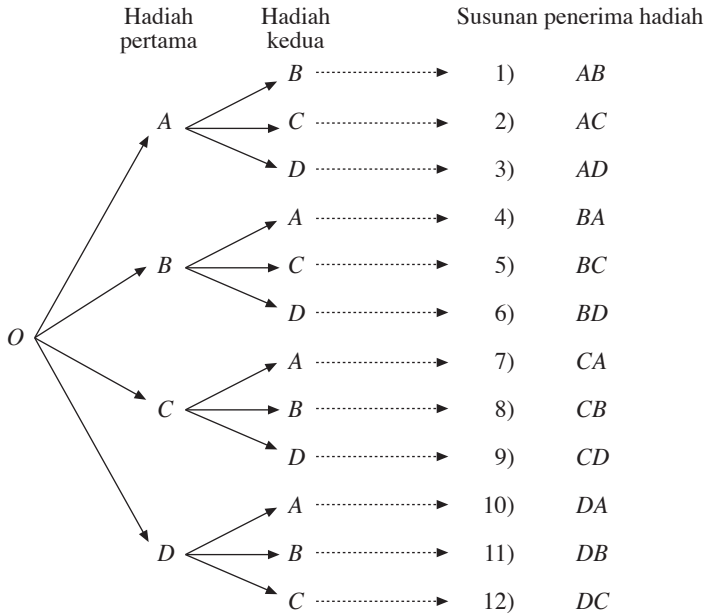 Hadiah pertama Hadiah kedua Susunan penerima hadiah
B 1) AB
A C 2) AC
D 3) AD
A 4) BA
B C 5) BC
D 6) BD
O
A 7) CA
C B 8) CB
D 9) CD
A 10) DA
D B 11) DB
C 12) DC